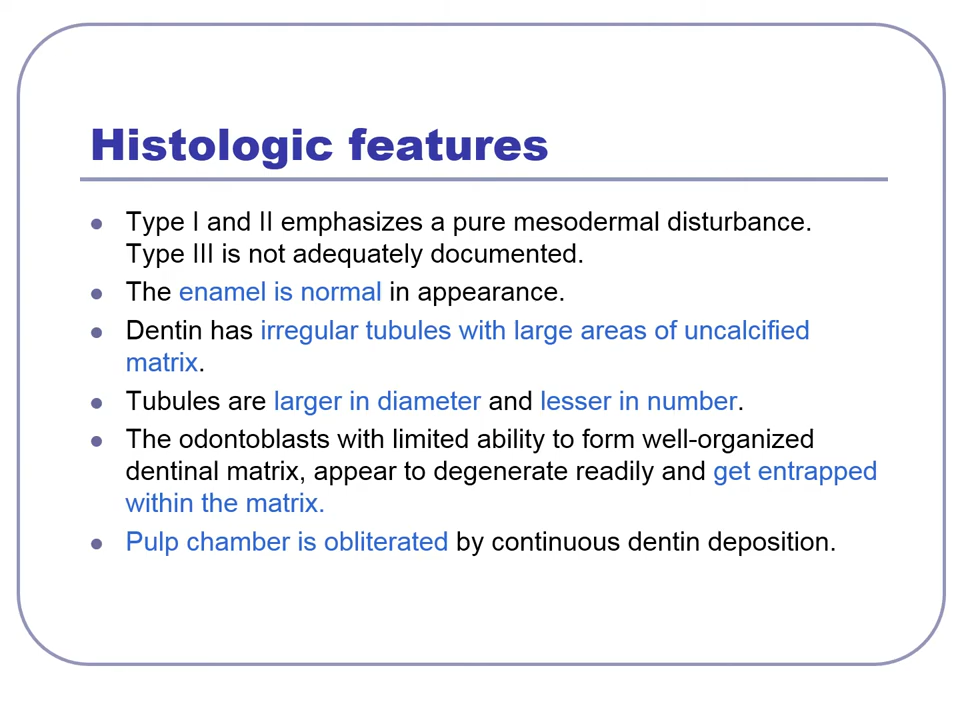 Histologic features
Type I and II emphasizes a pure mesodermal disturbance.
Type III is not adequately documented.
The enamel is normal in appearance.
Dentin has irregular tubules with large areas of uncalcified
matrix.
Tubules are larger in diameter and lesser in number.
The odontoblasts with limited ability to form well-organized
dentinal matrix, appear to degenerate readily and get entrapped
within the matrix.
Pulp chamber is obliterated by continuous dentin deposition.